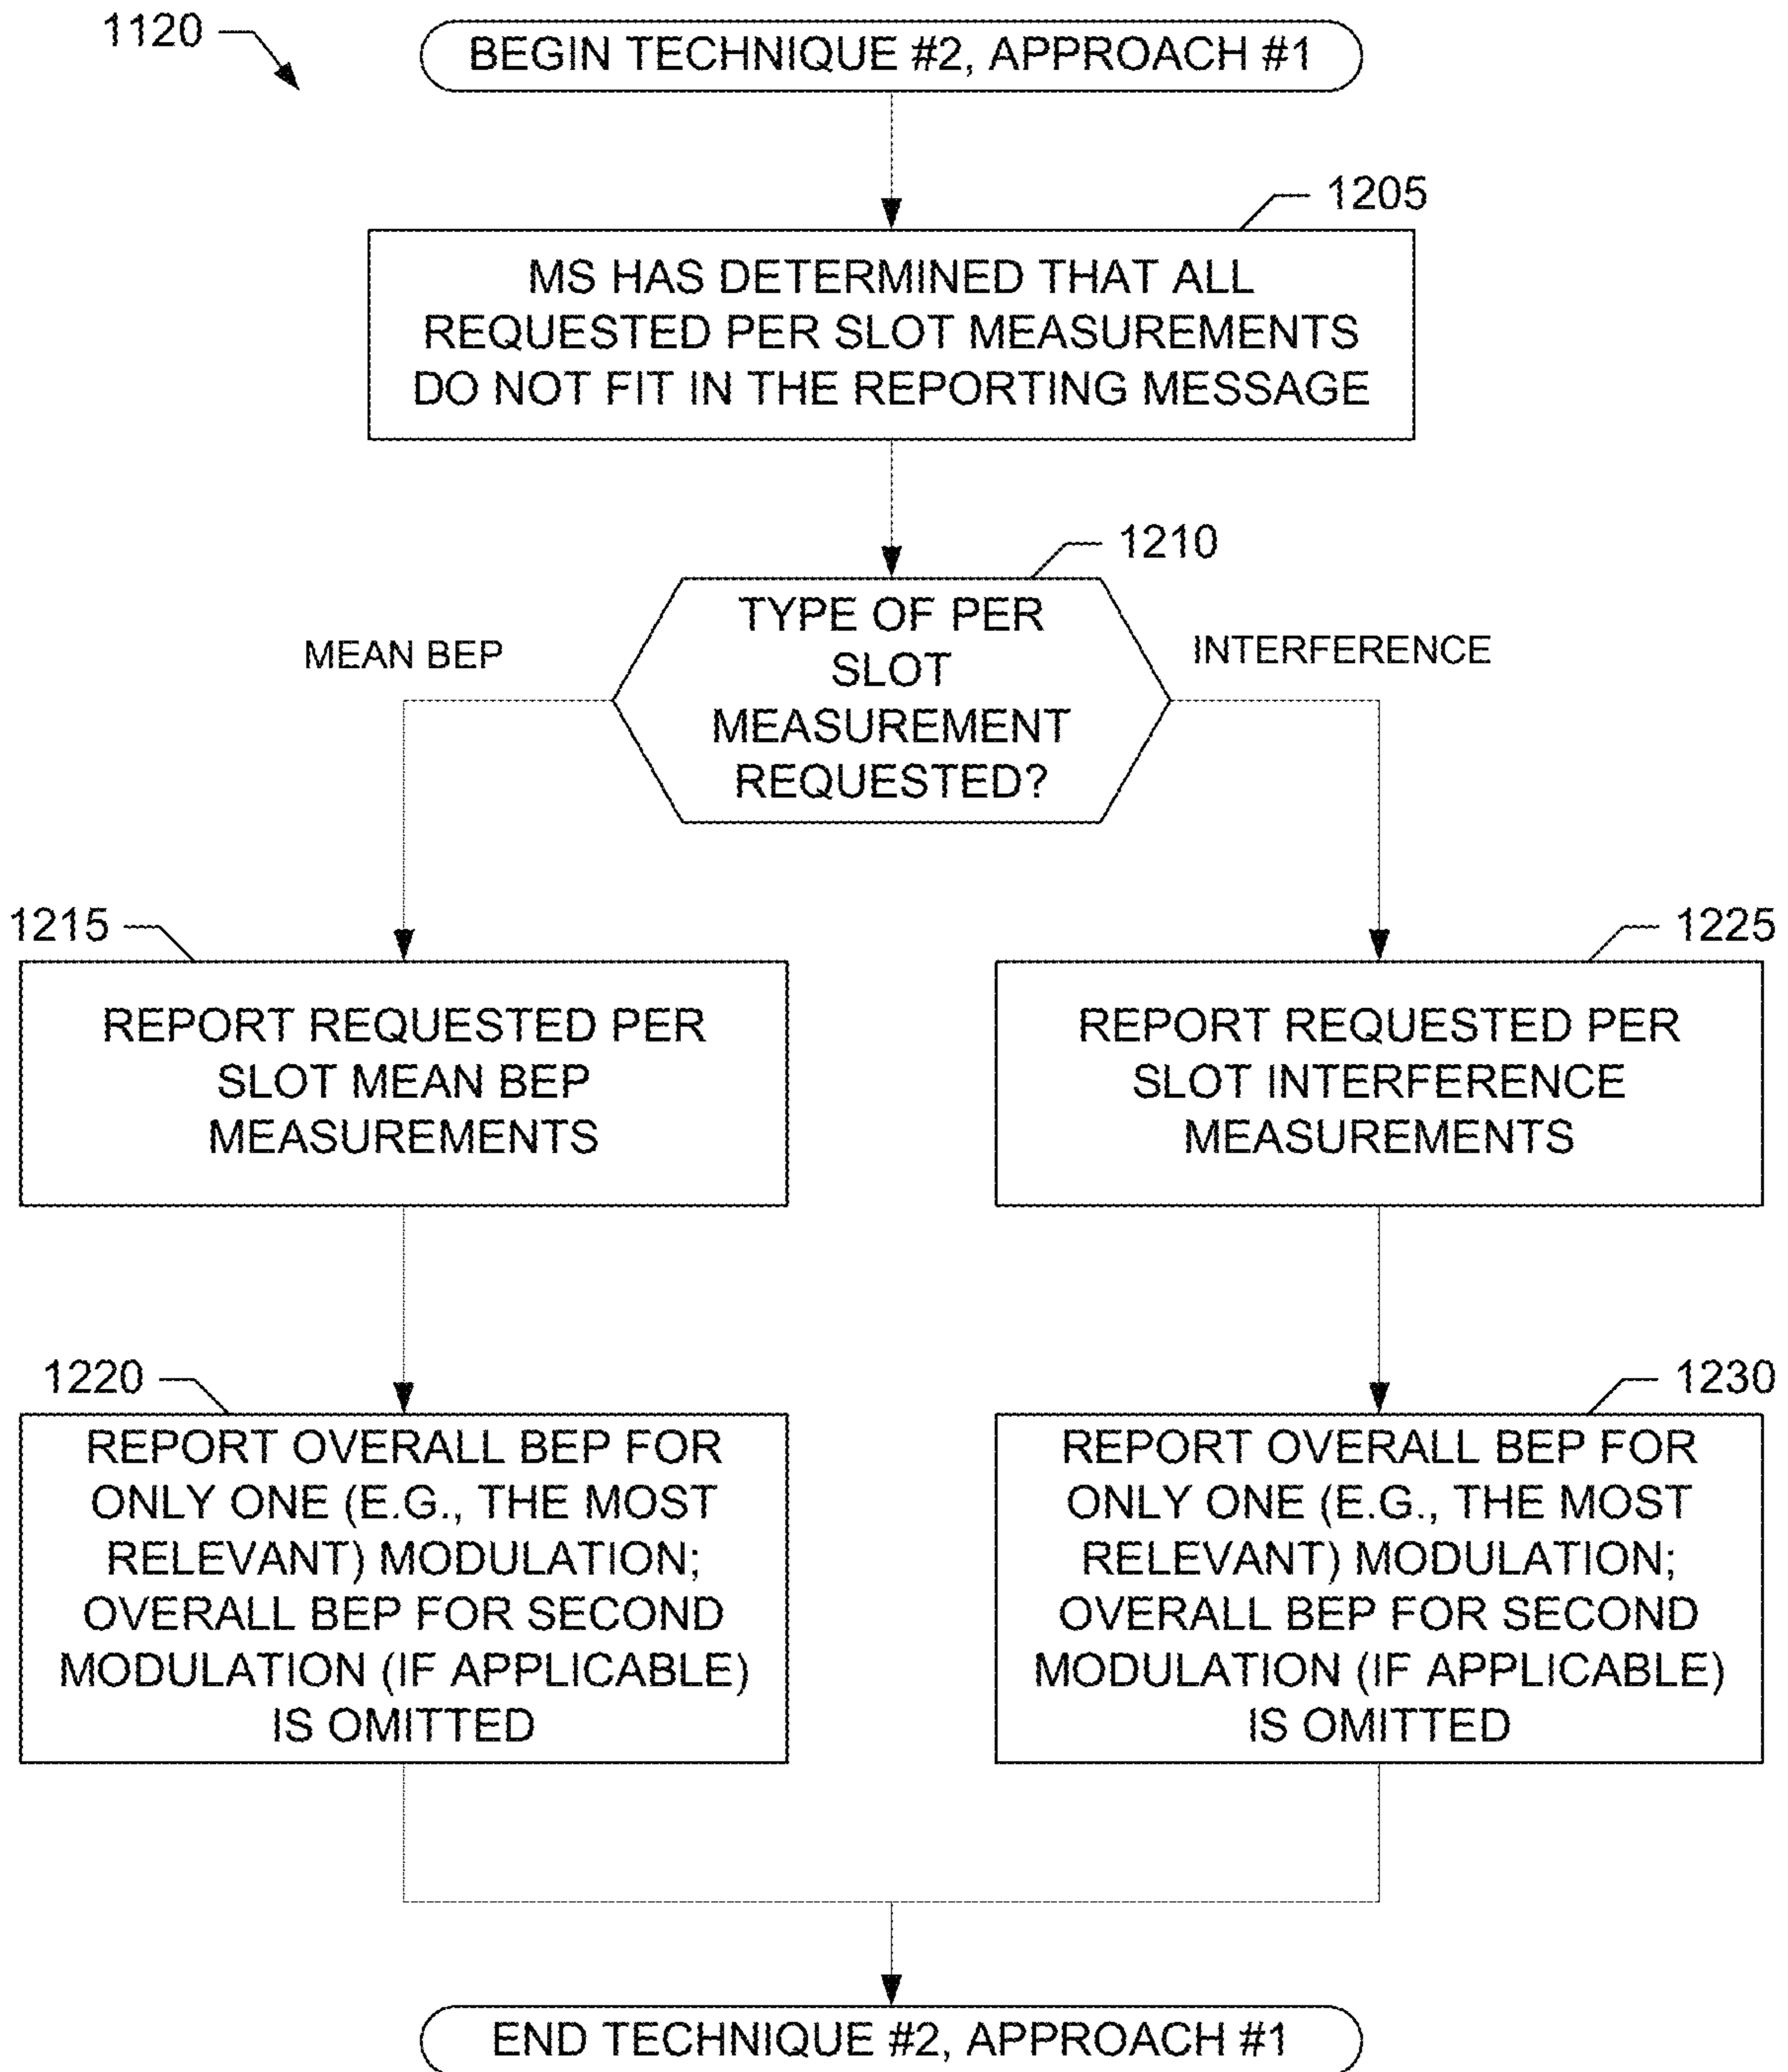 1120
BEGIN TECHNIQUE #2, APPROACH #1
1205
MS HAS DETERMINED THAT ALL
REQUESTED PER SLOT MEASUREMENTS
DO NOT FIT IN THE REPORTING MESSAGE
1210
TYPE OF PER
SLOT
MEASUREMENT
REQUESTED?
MEAN BEP
INTERFERENCE
1215
REPORT REQUESTED PER
SLOT MEAN BEP
MEASUREMENTS
1225
REPORT REQUESTED PER
SLOT INTERFERENCE
MEASUREMENTS
1220
REPORT OVERALL BEP FOR
ONLY ONE (E.G., THE MOST
RELEVANT) MODULATION;
OVERALL BEP FOR SECOND
MODULATION (IF APPLICABLE)
IS OMITTED
1230
REPORT OVERALL BEP FOR
ONLY ONE (E.G., THE MOST
RELEVANT) MODULATION;
OVERALL BEP FOR SECOND
MODULATION (IF APPLICABLE)
IS OMITTED
END TECHNIQUE #2, APPROACH #1